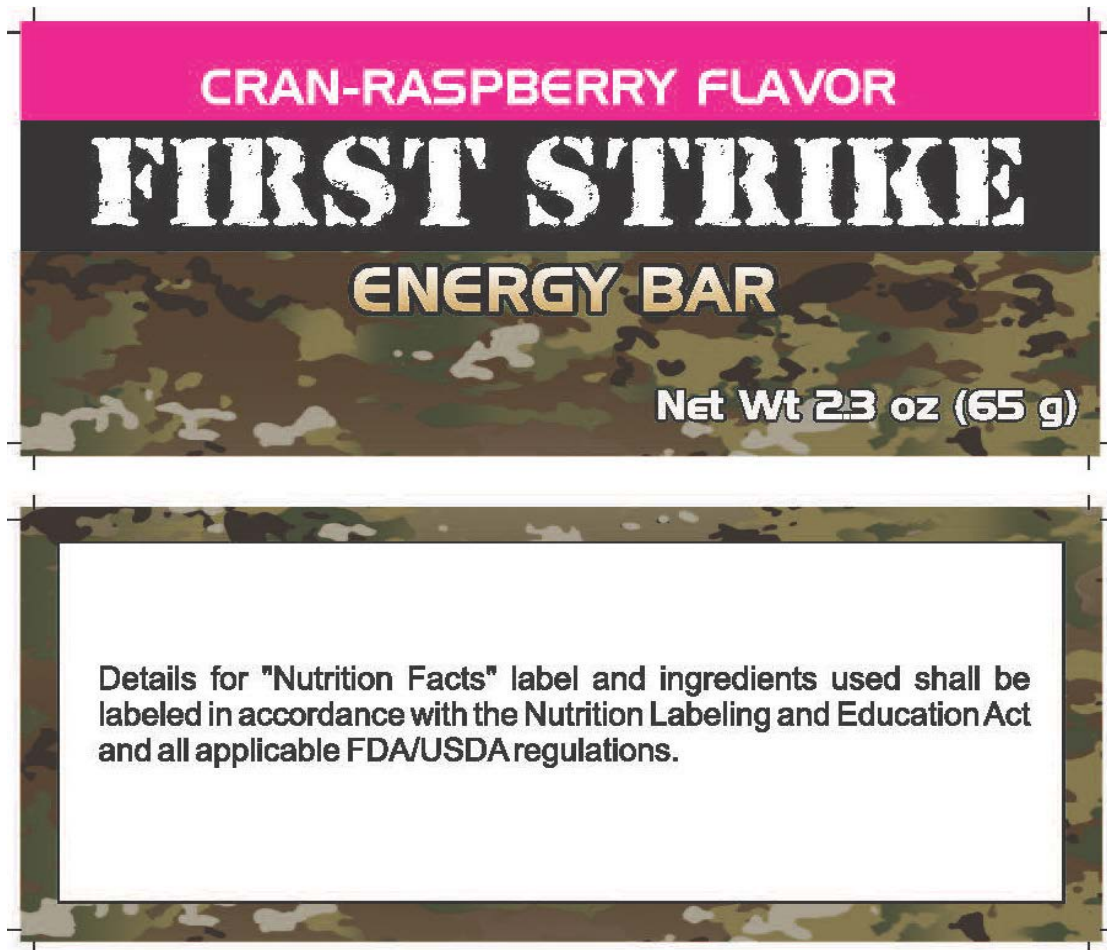 CRAN-RASPBERRY FLAVOR
FIRST STRIKE
ENERGY BAR
Net Wt 2.3 oz (65 g)
Details for "Nutrition Facts" label and ingredients used shall be
labeled in accordance with the Nutrition Labeling and Education Act
and all applicable FDA/USDA regulations.